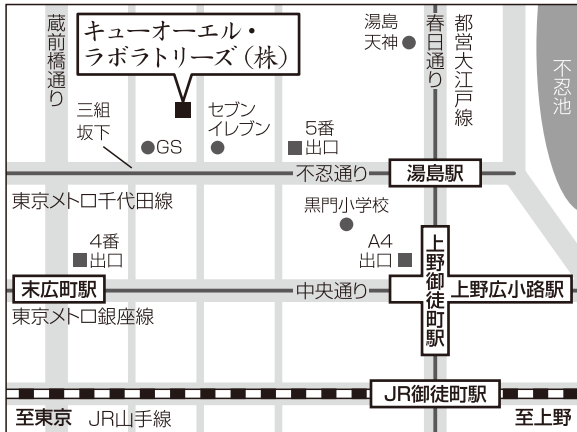 蔵前橋通り
キューオーエル・
ラボラトリーズ（株）
湯島
天神
春日通り
都営大江戸線
不忍池
三組
坂下
GS
セブン
イレブン
5番
出口
不忍通り
湯島駅
東京メトロ千代田線
黒門小学校
4番
出口
A4
出口
上野御徒町駅
末広町駅
中央通り
上野広小路駅
東京メトロ銀座線
JR御徒町駅
至東京
JR山手線
至上野